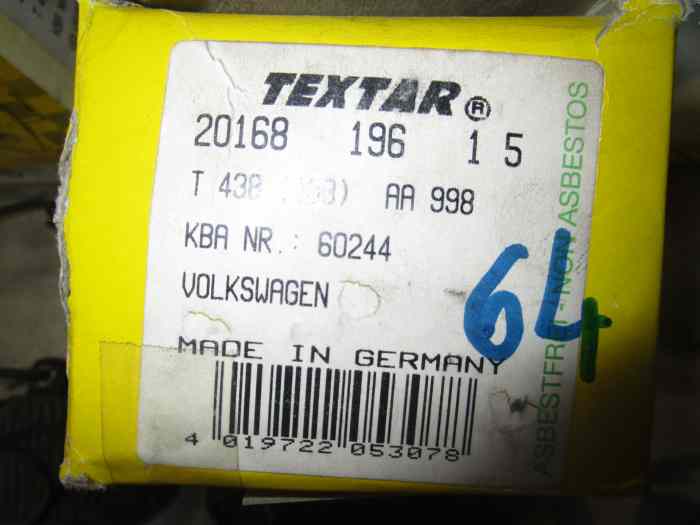 TEXTAR®
20168 196 1 5
T 430 AA 998
KBA NR.: 60244
VOLKSWAGEN
64
MADE IN GERMANY
4 019722 053078
ASBESTFREI - NON ASBESTOS